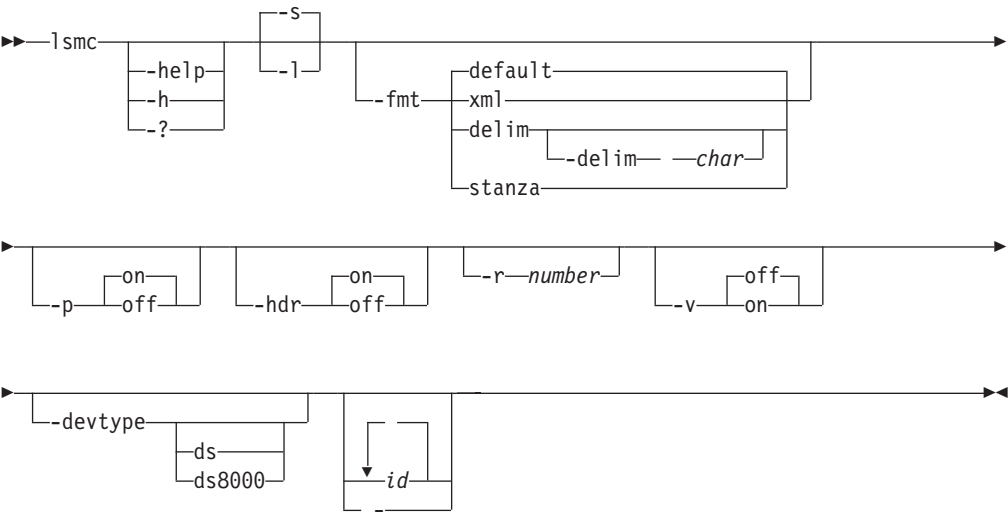 -s
lsmc
-help
-l
default
-h
-fmt
xml
-?
delim
-delim char
stanza
on
on
-r number
off
-p
off
-hdr
off
-v
on
-devtype
ds
ds8000
id
-